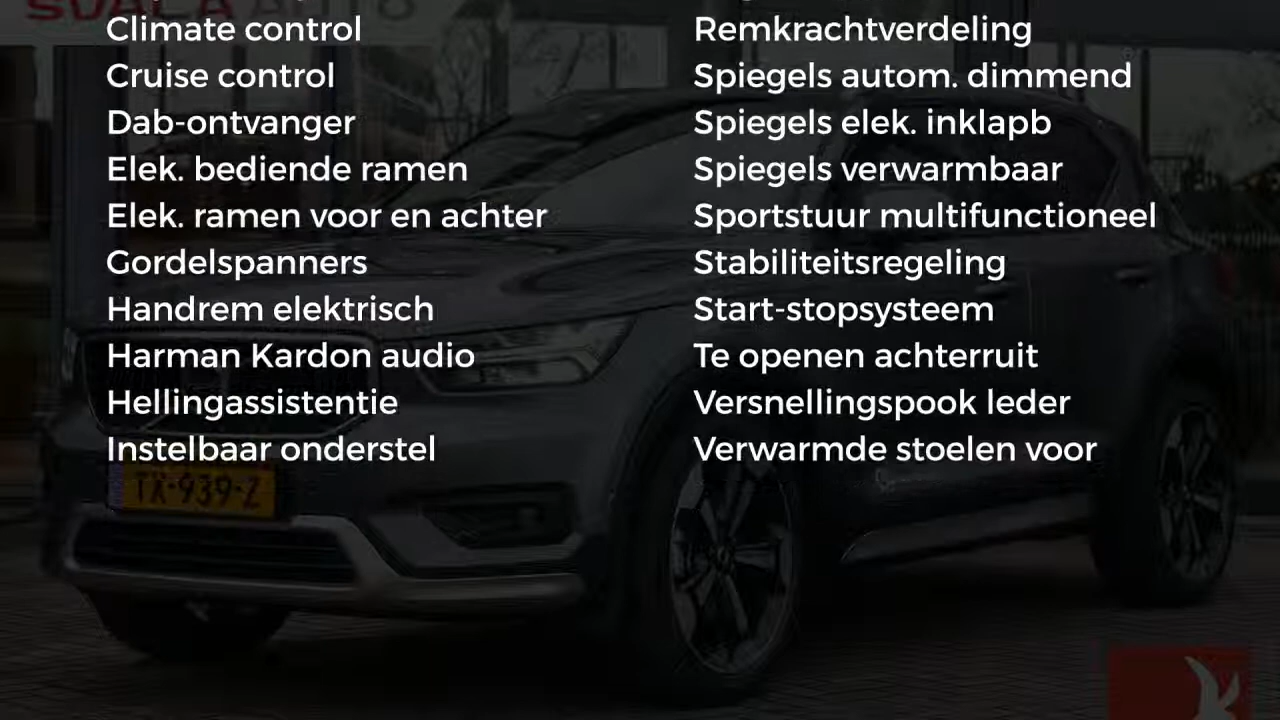 Climate control
Cruise control
Dab-ontvanger
Elek. bediende ramen
Elek. ramen voor en achter
Gordelspanners
Handrem elektrisch
Harman Kardon audio
Hellingassistentie
Instelbaar onderstel
Remkrachtverdeling
Spiegels autom. dimmend
Spiegels elek. inklapb
Spiegels verwarmbaar
Sportstuur multifunctioneel
Stabiliteitsregeling
Start-stopsysteem
Te openen achterruit
Versnellingspook leder
Verwarmde stoelen voor
TX-939-Z